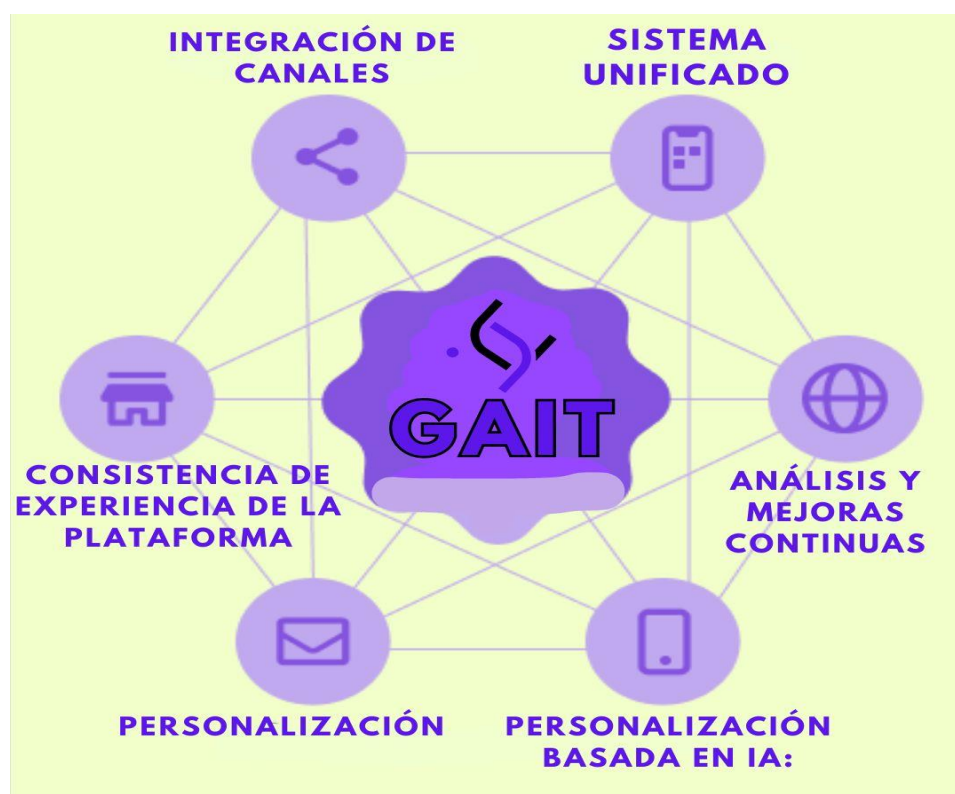 INTEGRACIÓN DE
CANALES
SISTEMA
UNIFICADO
GAIT
CONSISTENCIA DE
EXPERIENCIA DE LA
PLATAFORMA
ANÁLISIS Y
MEJORAS
CONTINUAS
PERSONALIZACIÓN
PERSONALIZACIÓN
BASADA EN IA: